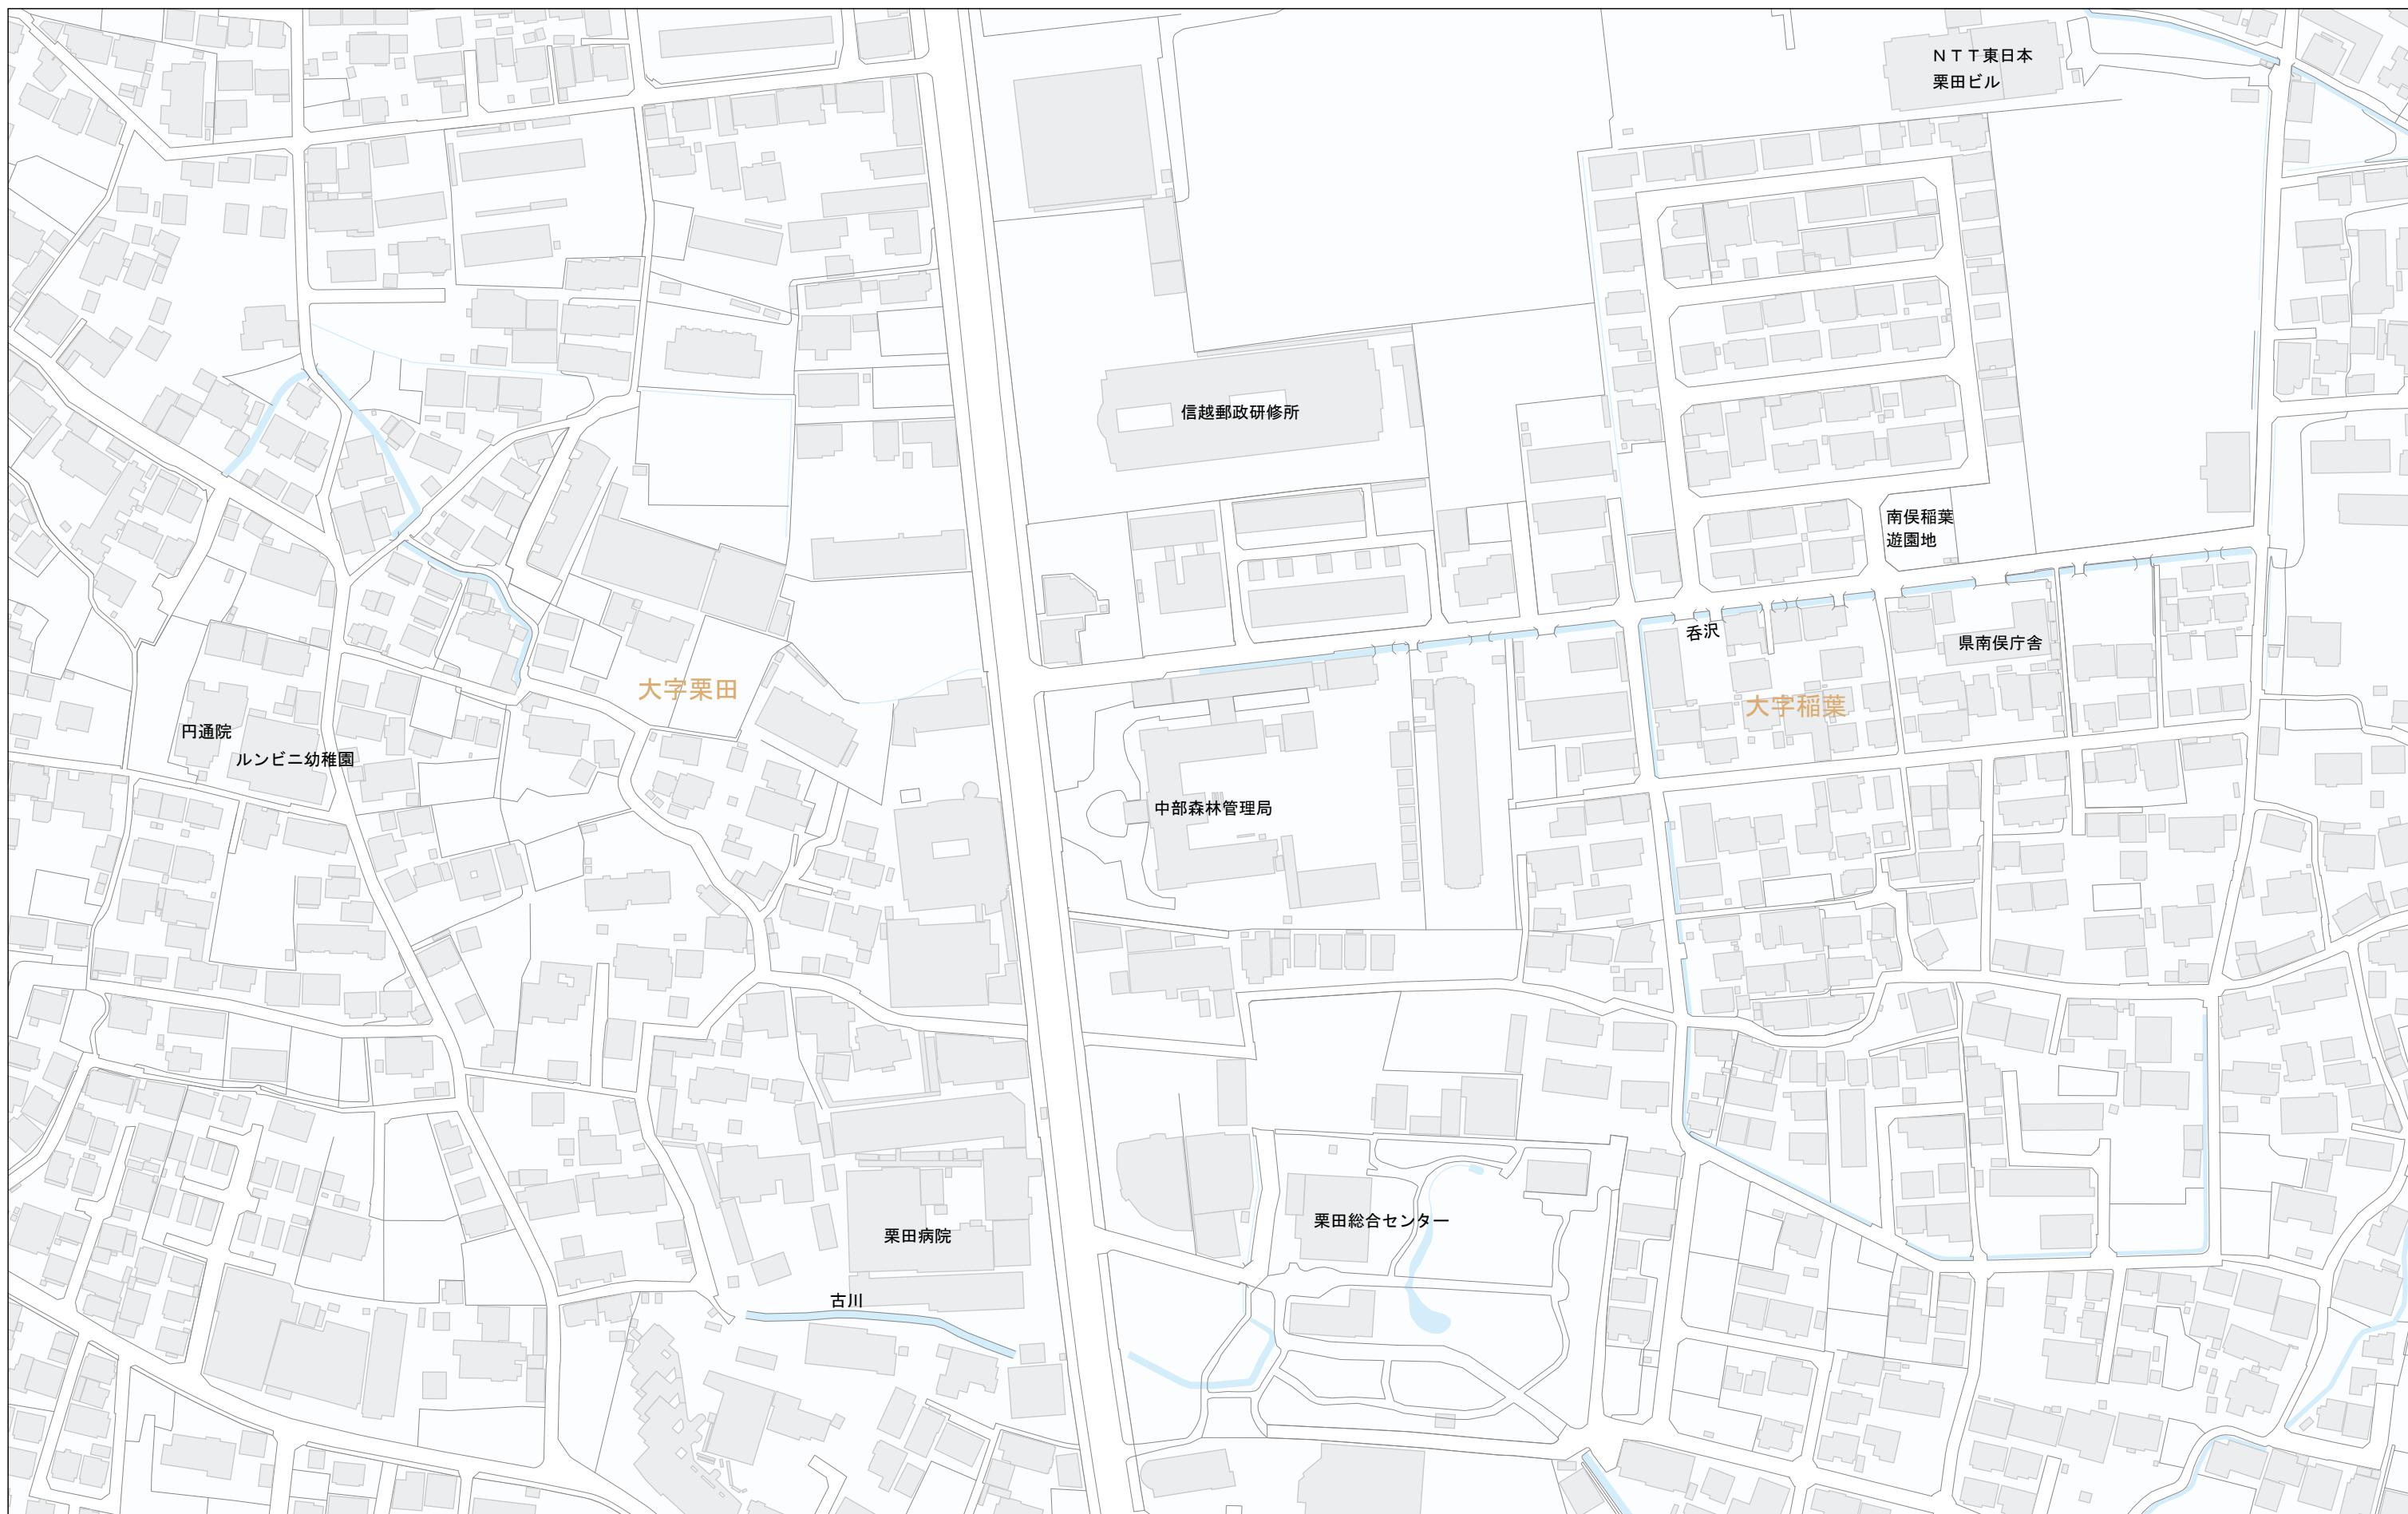 ＮＴＴ東日本
栗田ビル
信越郵政研修所
南俣稲葉
遊園地
呑沢
県南俣庁舎
大字栗田
大字稲葉
円通院
ルンビニ幼稚園
中部森林管理局
栗田総合センター
栗田病院
古川